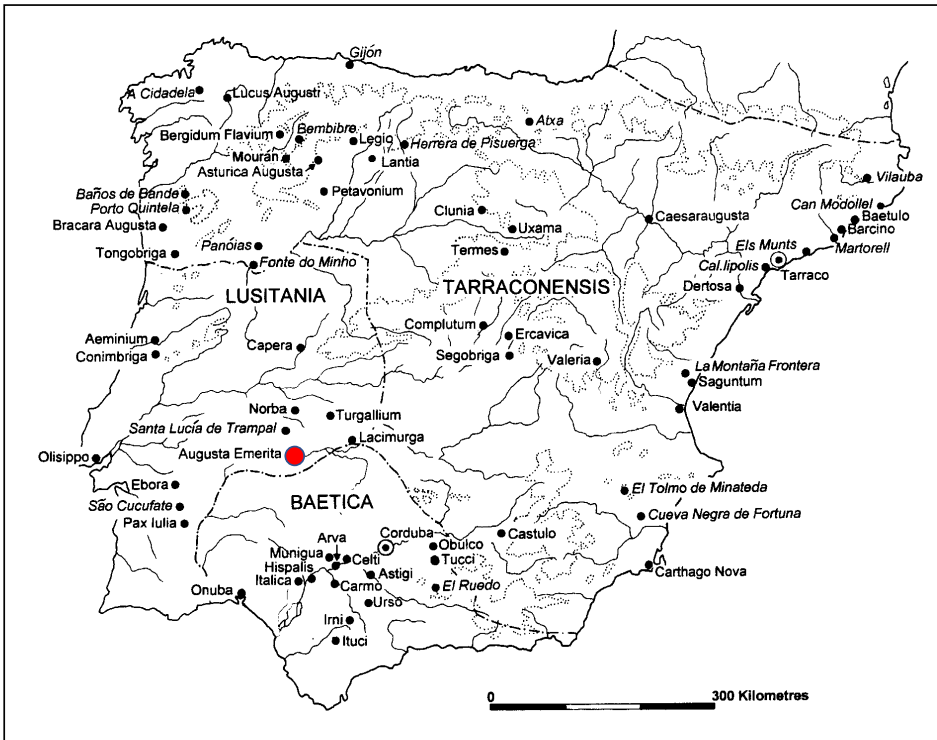 Gijón
A Cidadela
Lucus Augusti
Atxa
Bergidum Flavium
Bembibre
Legio
Herrera de Pisuerga
Mourán
Lantia
Asturica Augusta
Vilauba
Baños de Bande
Petavonium
Porto Quintela
Can Modollel
Clunia
Caesaraugusta
Baetulo
Bracara Augusta
Uxama
Barcino
Panóias
Termes
Els Munts
Martorell
Tongobriga
Fonte do Minho
Cal.lipolis
Tarraco
LUSITANIA
TARRACONENSIS
Dertosa
Complutum
Aeminium
Ercavica
Conimbriga
Capera
Segobriga
Valeria
La Montaña Frontera
Saguntum
Norba
Turgallium
Valentia
Santa Lucía de Trampal
Lacimurga
Olisippo
Augusta Emerita
Ebora
El Tolmo de Minateda
BAETICA
São Cucufate
Cueva Negra de Fortuna
Pax Iulia
Arva
Corduba
Obulco
Castulo
Munigua
Celti
Tucci
Hispalis
Astigi
Carthago Nova
Italica
Carmo
El Ruedo
Onuba
Urso
Irni
Ituci
0
300 Kilometres